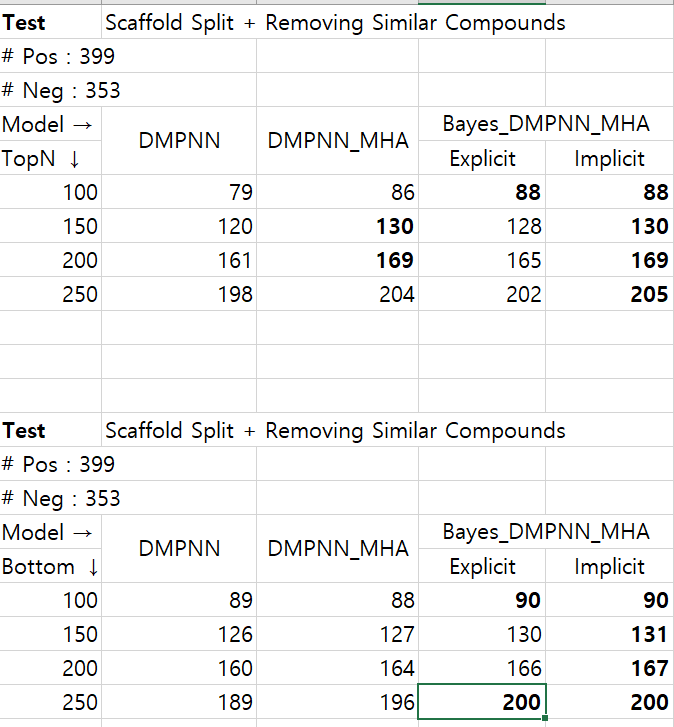 Test Scaffold Split + Removing Similar Compounds
# Pos : 399
# Neg : 353
Model → DMPNN DMPNN_MHA Bayes_DMPNN_MHA
TopN ↓ Explicit Implicit
100 79 86 88 88
150 120 130 128 130
200 161 169 165 169
250 198 204 202 205
Test Scaffold Split + Removing Similar Compounds
# Pos : 399
# Neg : 353
Model → DMPNN DMPNN_MHA Bayes_DMPNN_MHA
Bottom ↓ Explicit Implicit
100 89 88 90 90
150 126 127 130 131
200 160 164 166 167
250 189 196 200 200